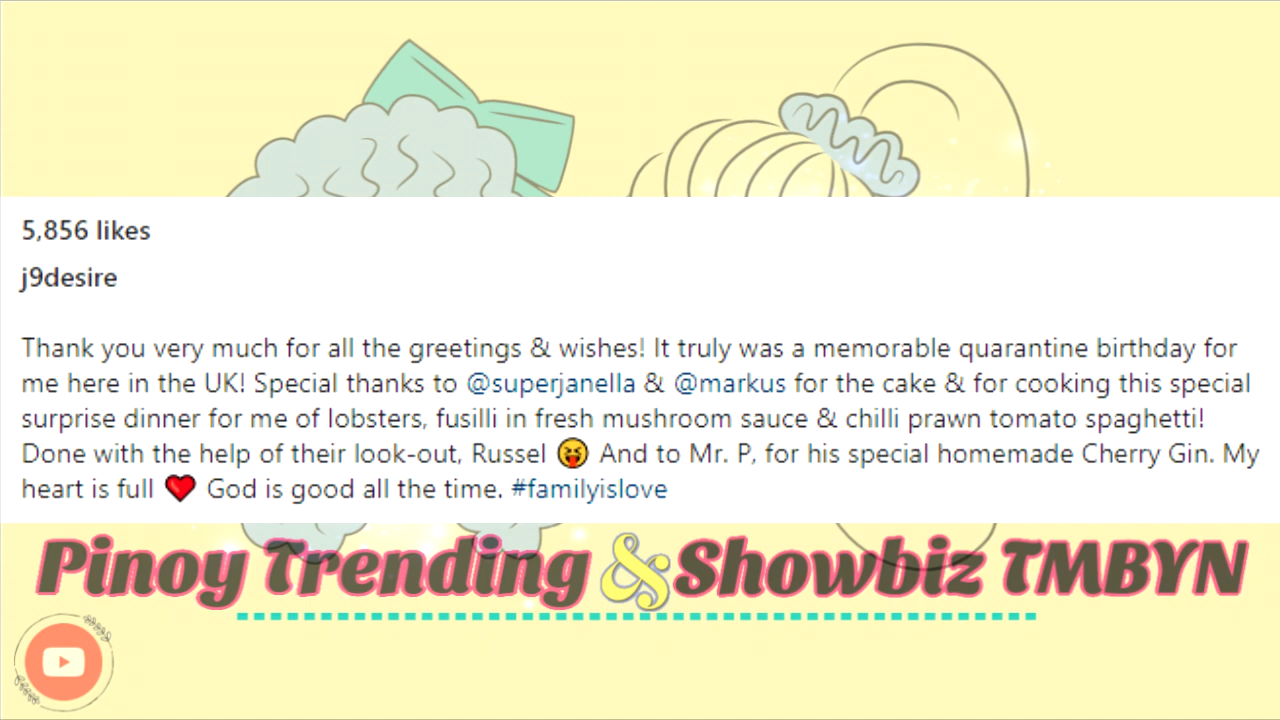 5,856 likes
j9desire
Thank you very much for all the greetings & wishes! It truly was a memorable quarantine birthday for
me here in the UK! Special thanks to @superjanella & @markus for the cake & for cooking this special
surprise dinner for me of lobsters, fusilli in fresh mushroom sauce & chilli prawn tomato spaghetti!
Done with the help of their look-out, Russel 😝 And to Mr. P, for his special homemade Cherry Gin. My
heart is full ❤️ God is good all the time. #familyislove
Pinoy Trending & Showbiz TMBYN